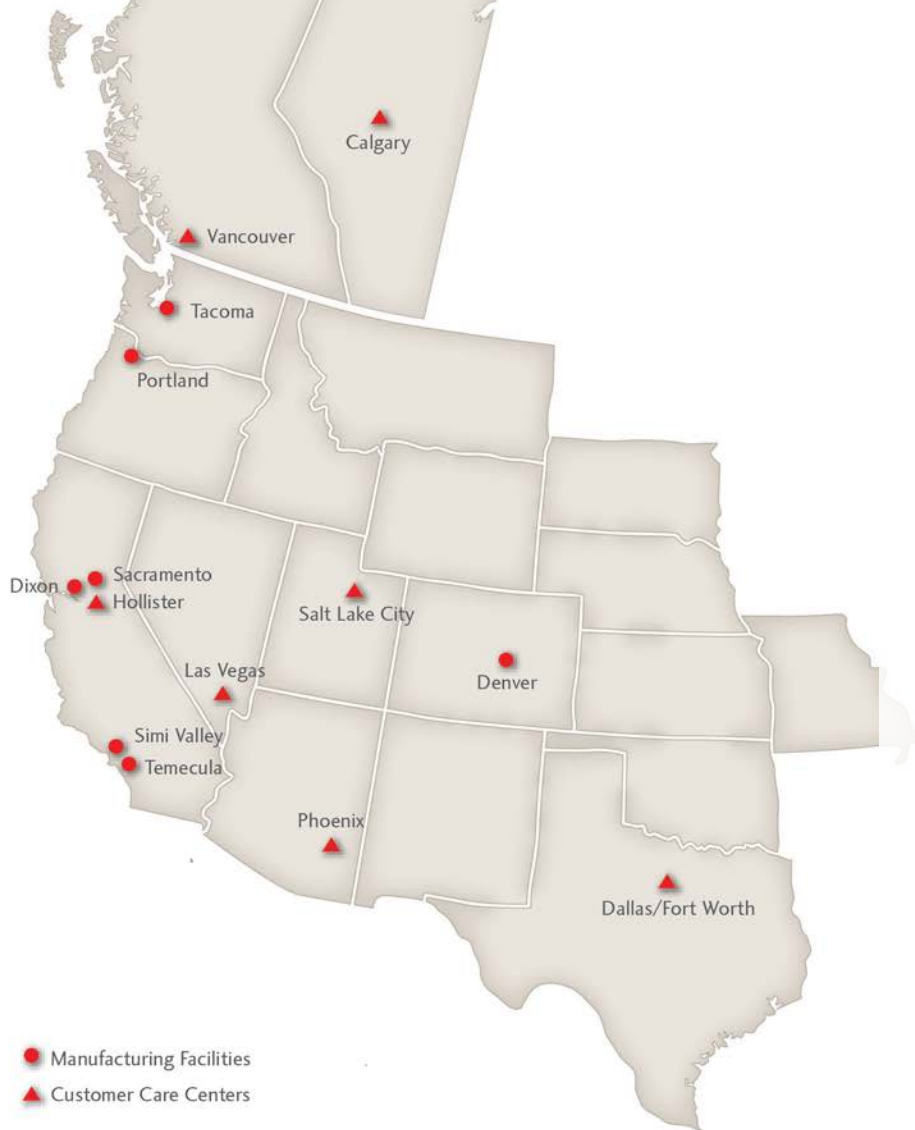 Calgary
Vancouver
Tacoma
Portland
Sacramento
Dixon
Hollister
Salt Lake City
Las Vegas
Denver
Simi Valley
Temecula
Phoenix
Dallas/Fort Worth
Manufacturing Facilities
Customer Care Centers